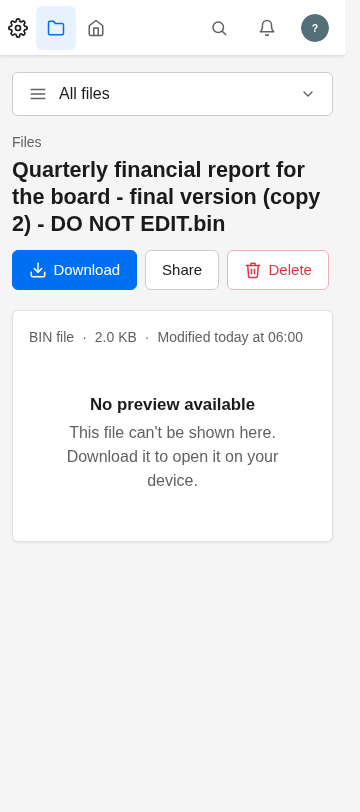 ?
All files
Files
Quarterly financial report for
the board - final version (copy
2) - DO NOT EDIT.bin
Download Share Delete
BIN file · 2.0 KB · Modified today at 06:00
No preview available
This file can't be shown here.
Download it to open it on your
device.